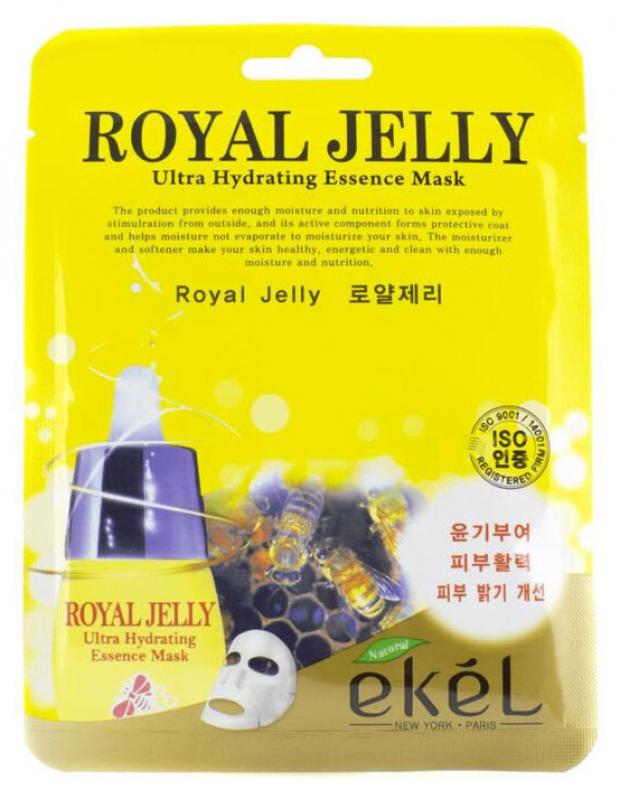 ROYAL JELLY
Ultra Hydrating Essence Mask
The product provides enough moisture and nutrition to skin exposed by
stimulration from outside, and its active component forms protective coat
and helps moisture not evaporate to moisturize your skin, The moisturizer
and softener make your skin healthy, energetic and clean with enough
moisture and nutrition,
Royal Jelly 로얄제리
ISO 9001 / 14001
ISO
인증
REGISTERED FIRM
윤기부여
피부활력
피부 밝기 개선
ROYAL JELLY
Ultra Hydrating
Essence Mask
Natural
ekéL
NEW YORK • PARIS